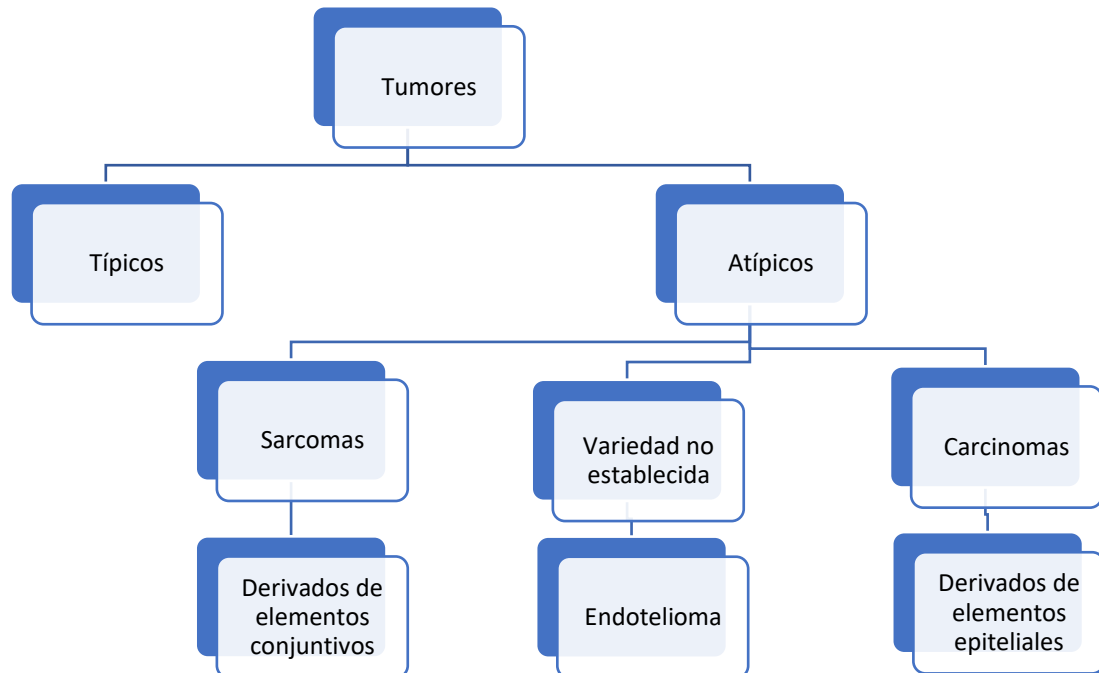 Tumores
Típicos
Atípicos
Sarcomas
Variedad no
establecida
Carcinomas
Derivados de
elementos
conjuntivos
Endotelioma
Derivados de
elementos
epiteliales